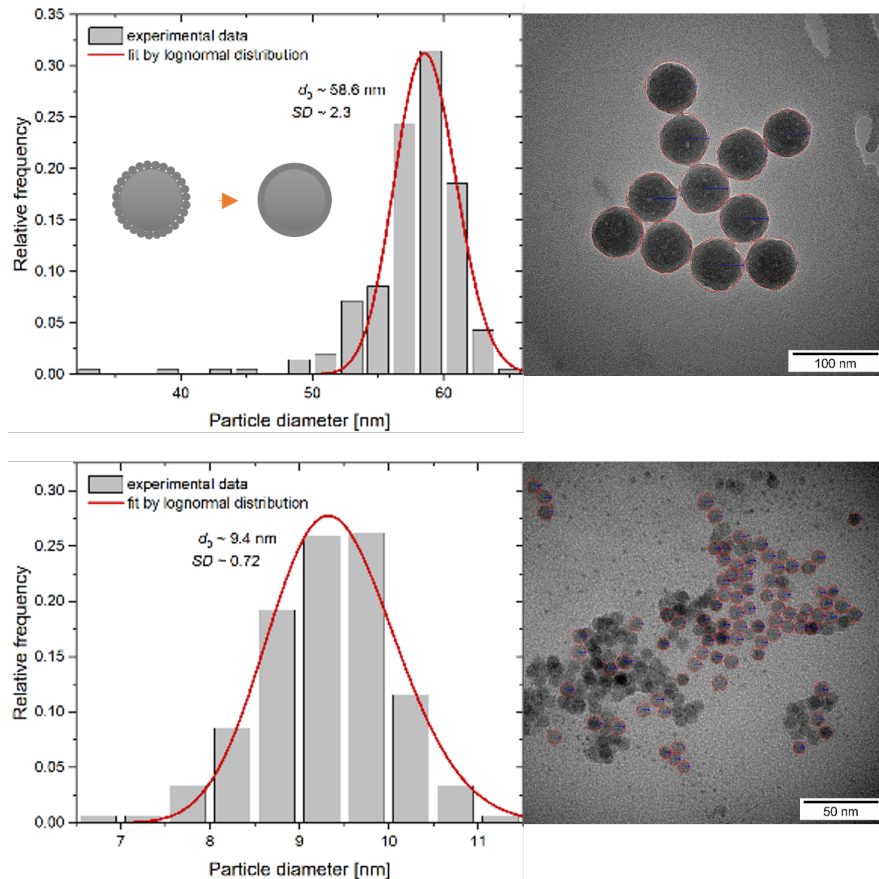 0.35
0.30
0.25
0.20
0.15
0.10
0.05
0.00
Relative frequency
experimental data
fit by lognormal distribution
d₀ ~ 58.6 nm
SD ~ 2.3
40
50
60
Particle diameter [nm]
100 nm
0.30
0.25
0.20
0.15
0.10
0.05
0.00
Relative frequency
experimental data
fit by lognormal distribution
d₀ ~ 9.4 nm
SD ~ 0.72
7
8
9
10
11
Particle diameter [nm]
50 nm